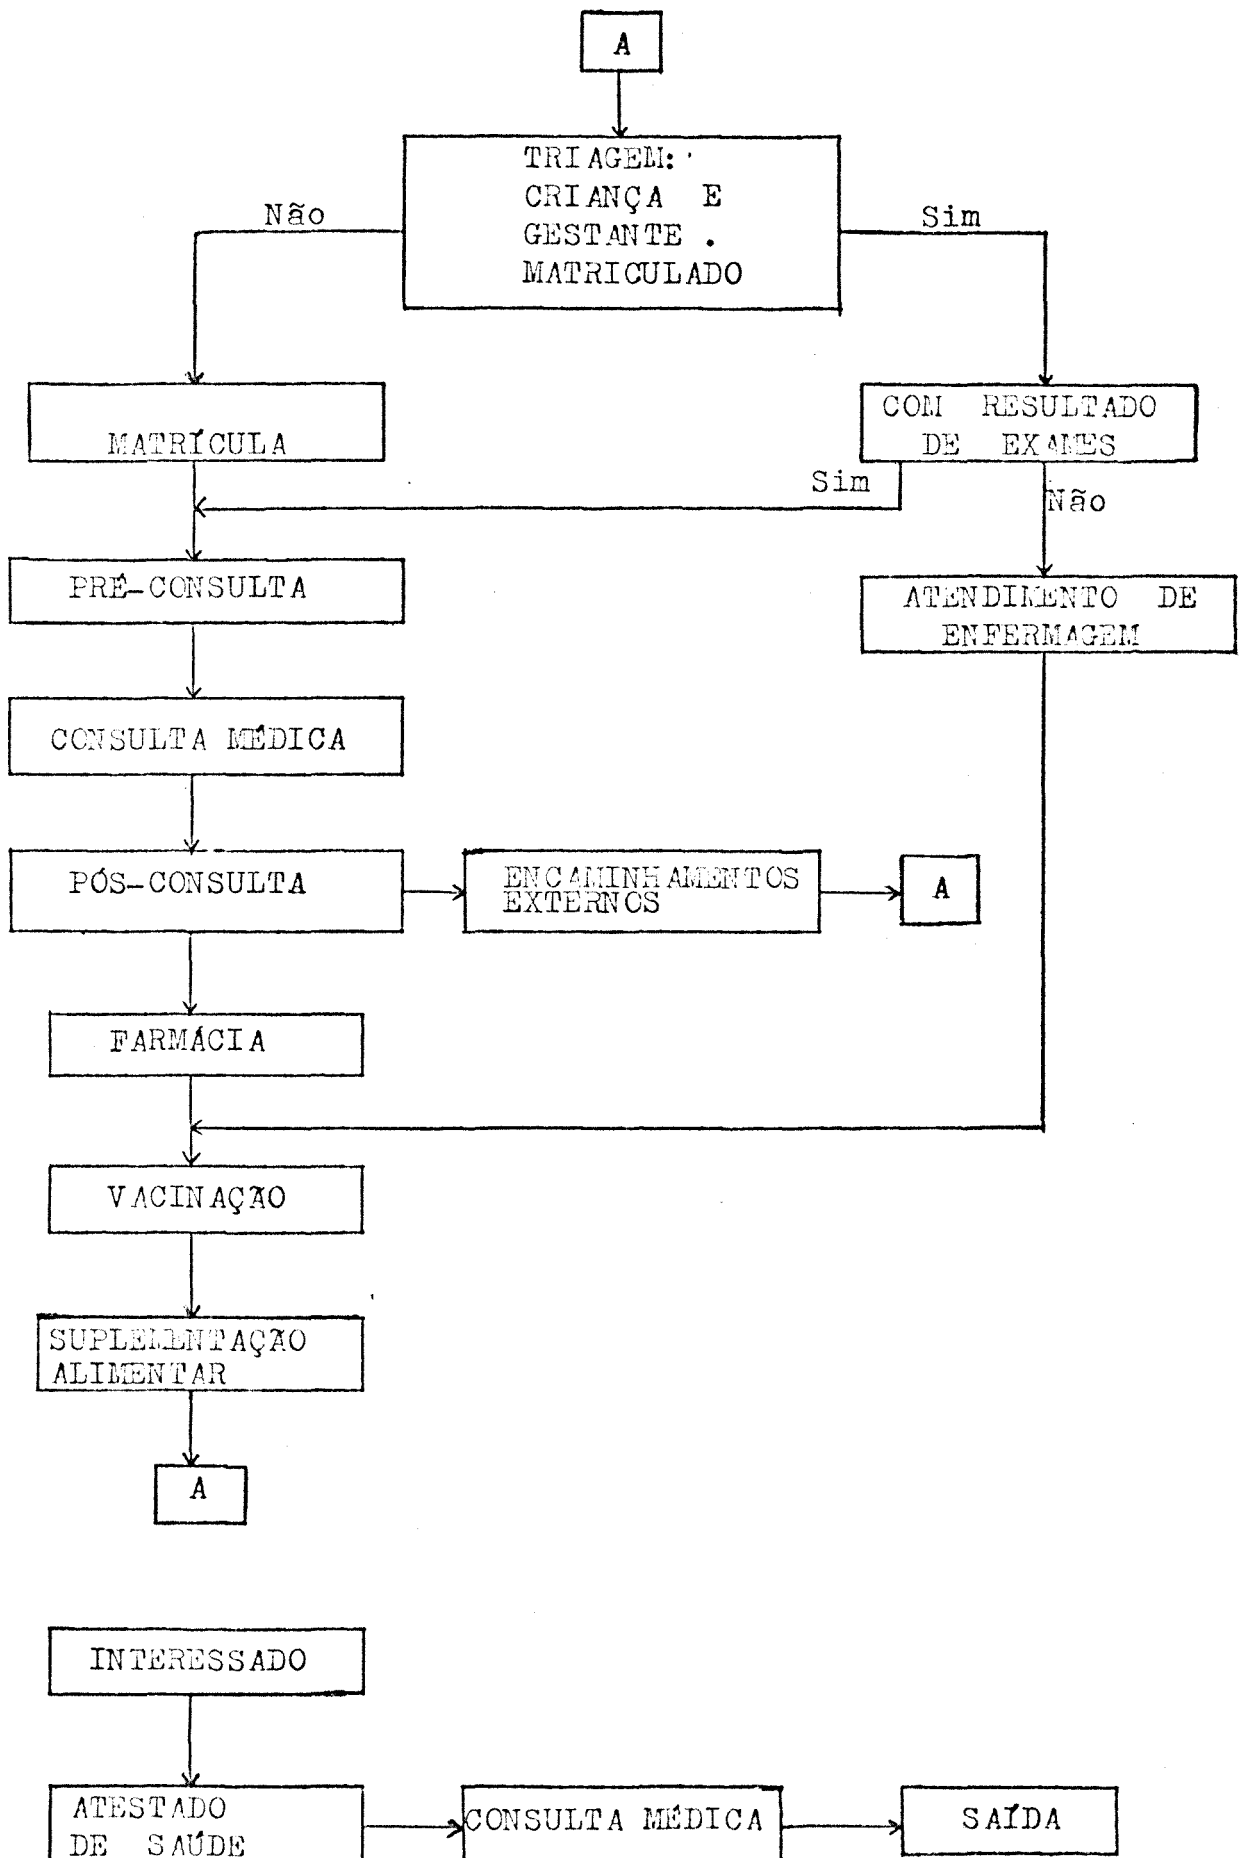 A
TRIAGEM:
CRIANÇA E
GESTANTE .
MATRICULADO
Não
Sim
MATRÍCULA
COM RESULTADO
DE EXAMES
Sim
Não
PRÉ-CONSULTA
ATENDIMENTO DE
ENFERMAGEM
CONSULTA MÉDICA
PÓS-CONSULTA
ENCAMINHAMENTOS
EXTERNOS
A
FARMÁCIA
VACINAÇÃO
SUPLEMENTAÇÃO
ALIMENTAR
A
INTERESSADO
ATESTADO
DE SAÚDE
CONSULTA MÉDICA
SAÍDA